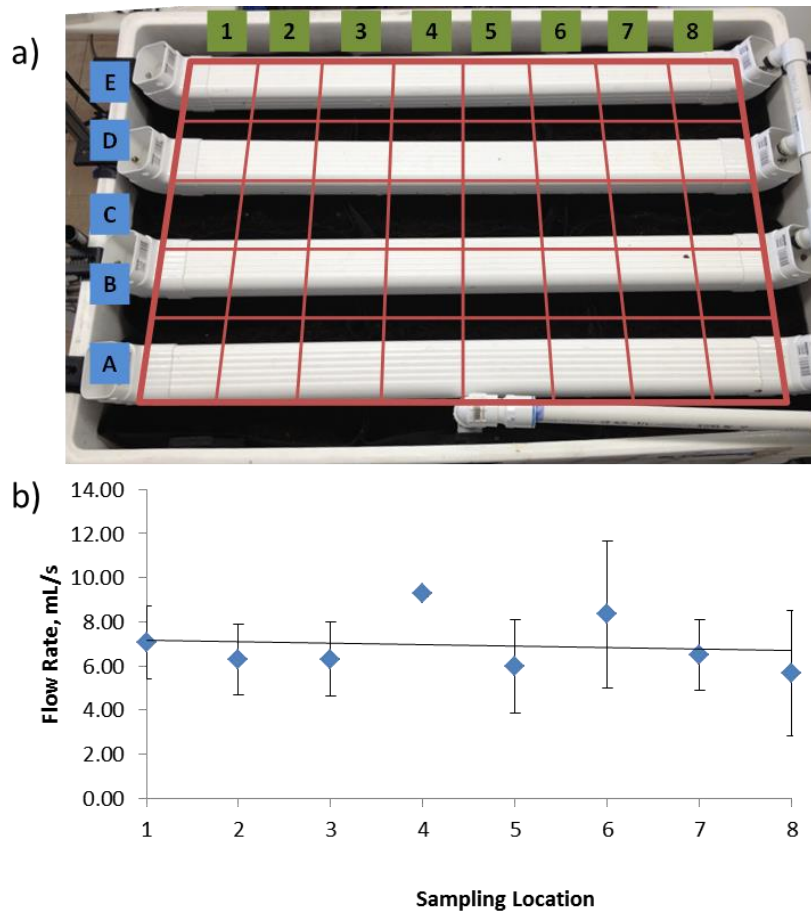 a)
1 2 3 4 5 6 7 8
E
D
C
B
A
b)
14.00
12.00
10.00
8.00
6.00
4.00
2.00
0.00
Flow Rate, mL/s
1 2 3 4 5 6 7 8
Sampling Location